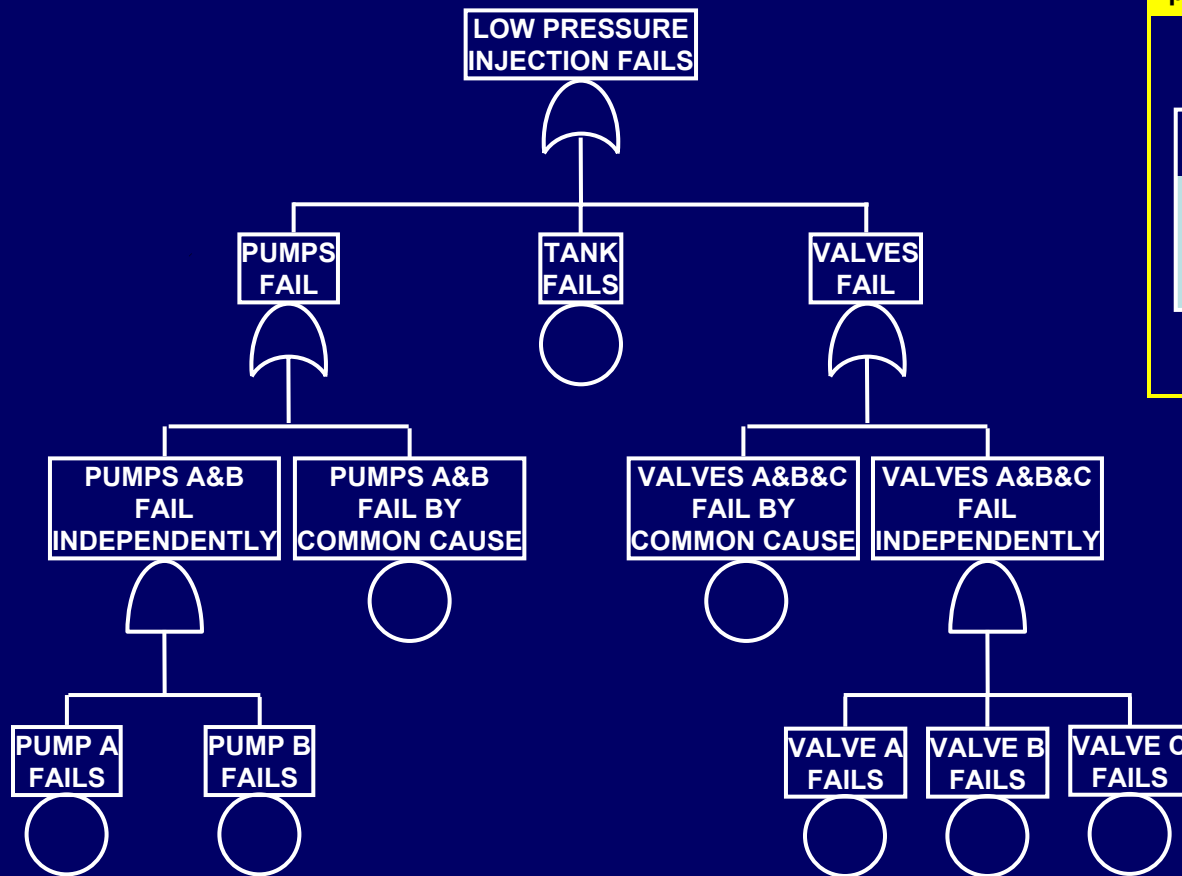 LOW PRESSURE
INJECTION FAILS
PUMPS
FAIL
TANK
FAILS
VALVES
FAIL
PUMPS A&B
FAIL
INDEPENDENTLY
PUMPS A&B
FAIL BY
COMMON CAUSE
VALVES A&B&C
FAIL BY
COMMON CAUSE
VALVES A&B&C
FAIL
INDEPENDENTLY
PUMP A
FAILS
PUMP B
FAILS
VALVE A
FAILS
VALVE B
FAILS
VALVE C
FAILS